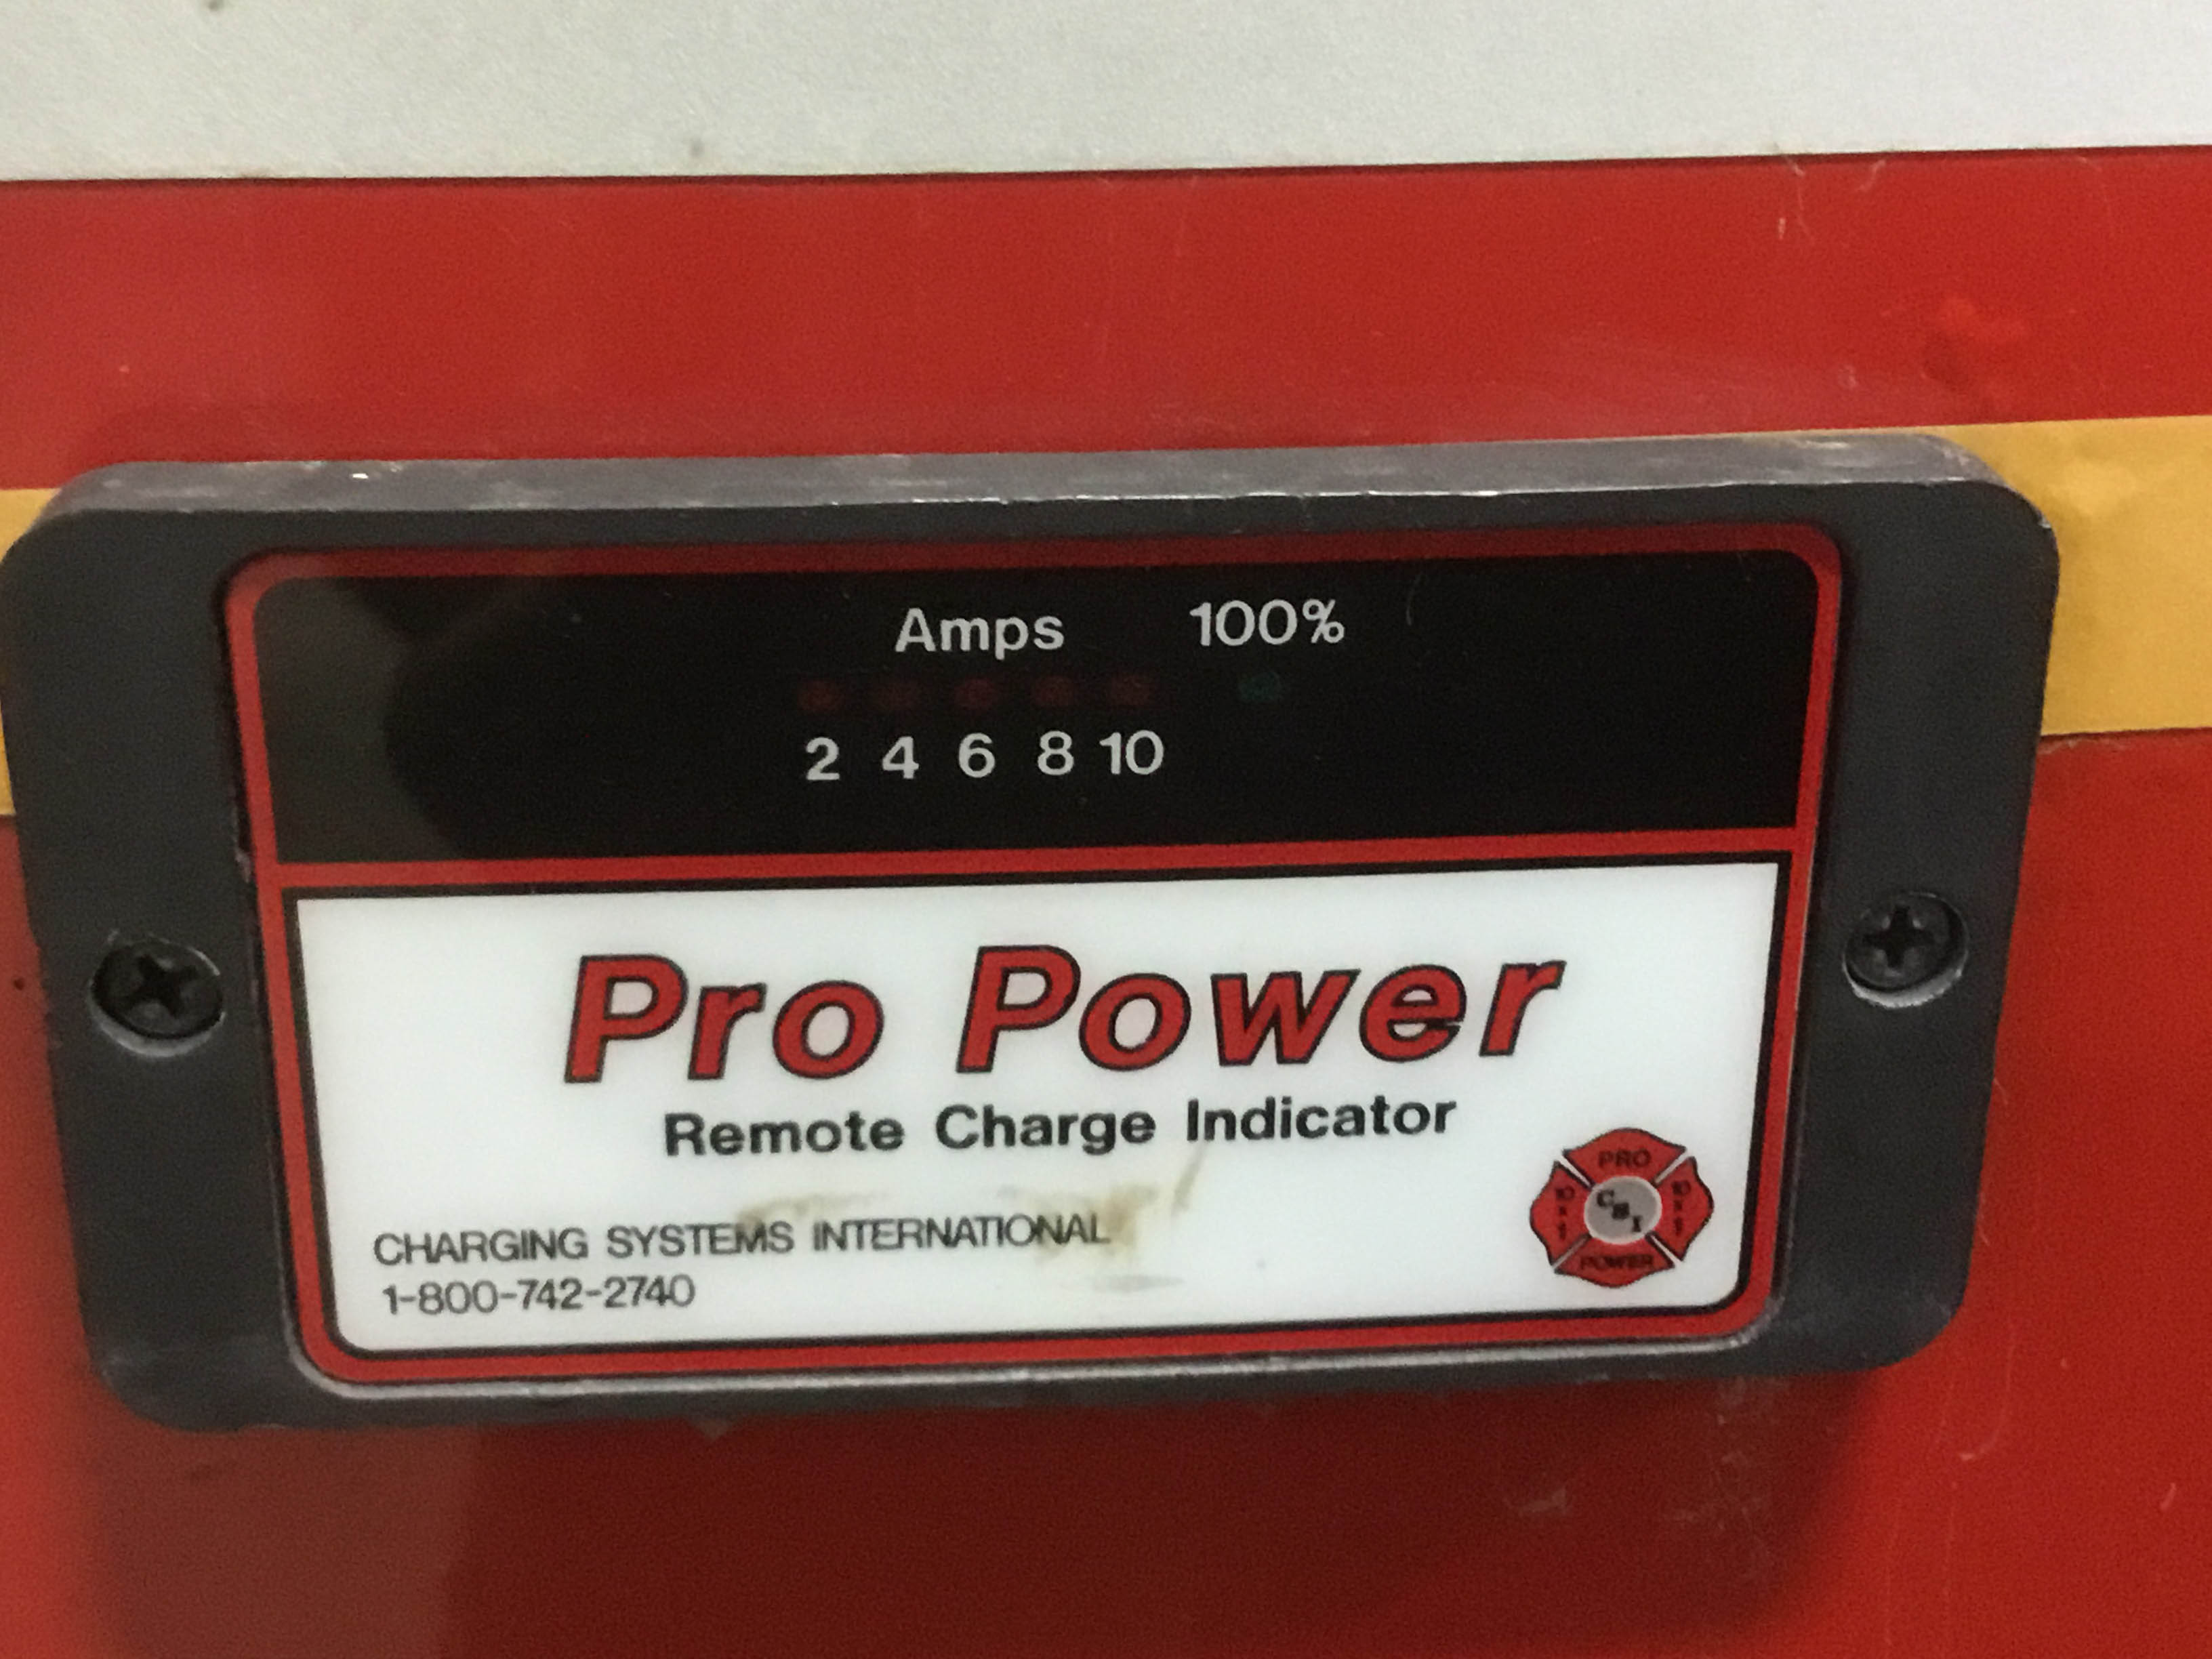 Amps 100%
2 4 6 8 10
Pro Power
Remote Charge Indicator
CHARGING SYSTEMS INTERNATIONAL
1-800-742-2740
PRO
CSI
POWER